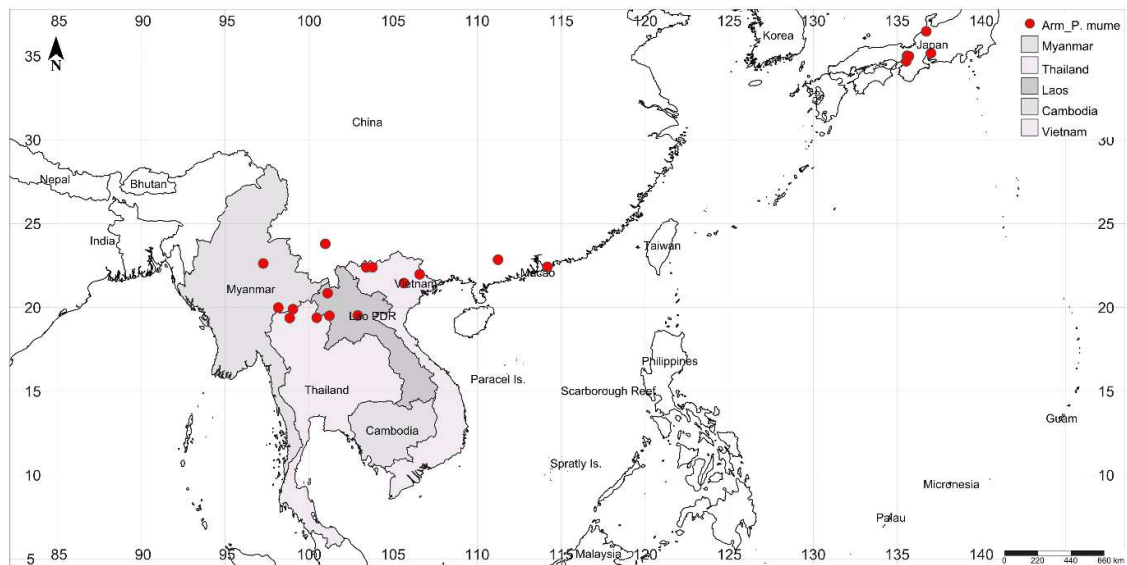 85 90 95 100 105 110 115 120 125 130 135 140
35
30
25
20
15
10
5
N
Arm_P. mume
Myanmar
Thailand
Laos
Cambodia
Vietnam
Korea
Japan
China
Nepal
Bhutan
India
Taiwan
Macao
Vietnam
Myanmar
Lao PDR
Philippines
Paracel Is.
Scarborough Reef
Thailand
Guam
Cambodia
Spratly Is.
Micronesia
Palau
Malaysia
30
25
20
15
10
85 90 95 100 105 110 115 120 125 130 135 140
0 220 440 660 km